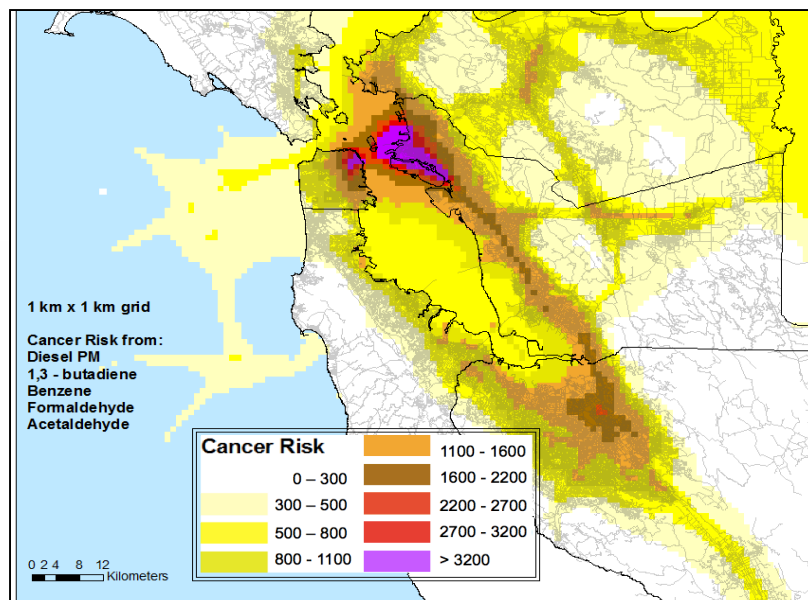 1 km x 1 km grid
Cancer Risk from:
Diesel PM
1,3 - butadiene
Benzene
Formaldehyde
Acetaldehyde
Cancer Risk
0 – 300
300 – 500
500 – 800
800 - 1100
1100 - 1600
1600 - 2200
2200 - 2700
2700 - 3200
> 3200
0 2 4 8 12
Kilometers